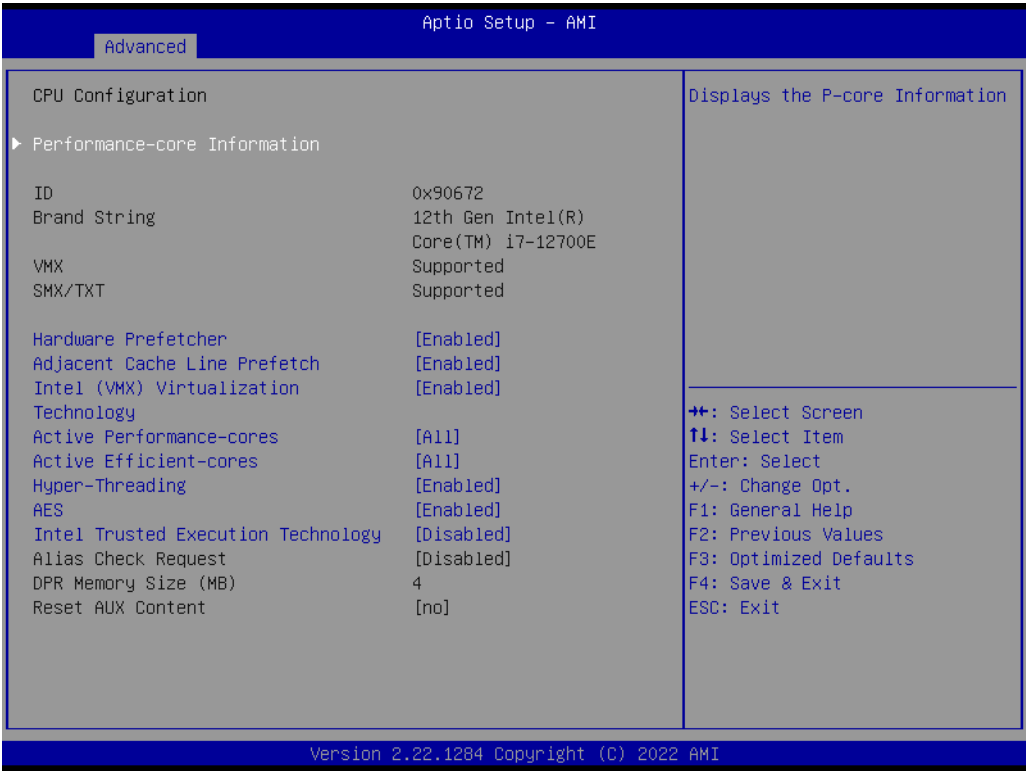 Aptio Setup - AMI
Advanced
CPU Configuration
Performance-core Information
ID 0x90672
Brand String 12th Gen Intel(R)
Core(TM) i7-12700E
VMX Supported
SMX/TXT Supported
Hardware Prefetcher [Enabled]
Adjacent Cache Line Prefetch [Enabled]
Intel (VMX) Virtualization [Enabled]
Technology
Active Performance-cores [All]
Active Efficient-cores [All]
Hyper-Threading [Enabled]
AES [Enabled]
Intel Trusted Execution Technology [Disabled]
Alias Check Request [Disabled]
DPR Memory Size (MB) 4
Reset AUX Content [no]
Displays the P-core Information
→←: Select Screen
↑↓: Select Item
Enter: Select
+/-: Change Opt.
F1: General Help
F2: Previous Values
F3: Optimized Defaults
F4: Save & Exit
ESC: Exit
Version 2.22.1284 Copyright (C) 2022 AMI